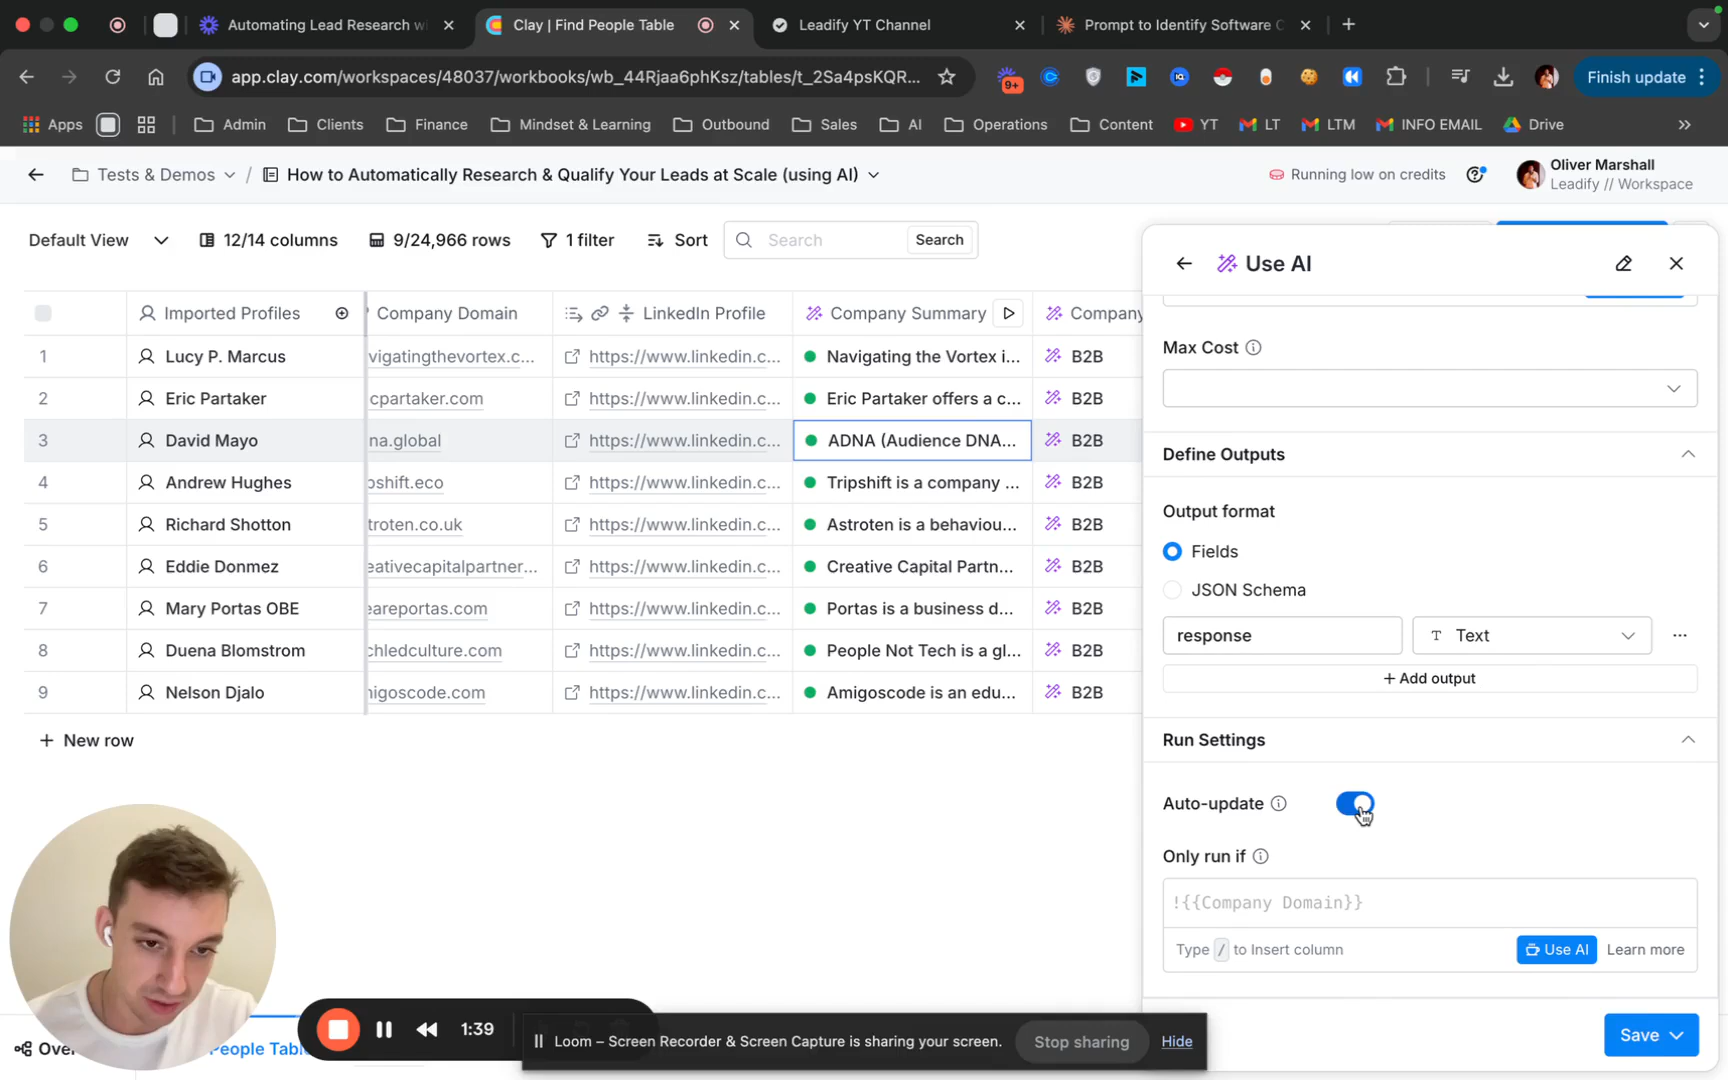 Automating Lead Research wi
Clay | Find People Table
Leadify YT Channel
Prompt to Identify Software C
app.clay.com/workspaces/48037/workbooks/wb_44Rjaa6phKsz/tables/t_2Sa4psKQR...
9+
Finish update
Apps
Admin
Clients
Finance
Mindset & Learning
Outbound
Sales
AI
Operations
Content
YT
LT
LTM
INFO EMAIL
Drive
Tests & Demos / How to Automatically Research & Qualify Your Leads at Scale (using AI)
Running low on credits
Oliver Marshall
Leadify // Workspace
Default View
12/14 columns
9/24,966 rows
1 filter
Sort
Search
Search
Imported Profiles
Company Domain
LinkedIn Profile
Company Summary
Company
1 Lucy P. Marcus vigatingthevortex.c... https://www.linkedin.c... Navigating the Vortex i... B2B
2 Eric Partaker cpartaker.com https://www.linkedin.c... Eric Partaker offers a c... B2B
3 David Mayo na.global https://www.linkedin.c... ADNA (Audience DNA... B2B
4 Andrew Hughes pshift.eco https://www.linkedin.c... Tripshift is a company ... B2B
5 Richard Shotton troten.co.uk https://www.linkedin.c... Astroten is a behaviou... B2B
6 Eddie Donmez eativecapitalpartner... https://www.linkedin.c... Creative Capital Partn... B2B
7 Mary Portas OBE eareportas.com https://www.linkedin.c... Portas is a business d... B2B
8 Duena Blomstrom chledculture.com https://www.linkedin.c... People Not Tech is a gl... B2B
9 Nelson Djalo nigoscode.com https://www.linkedin.c... Amigoscode is an edu... B2B
+ New row
Use AI
Max Cost
Define Outputs
Output format
Fields
JSON Schema
response
T Text
+ Add output
Run Settings
Auto-update
Only run if
!{{Company Domain}}
Type / to Insert column
Use AI
Learn more
Save
Over
People Tabl
1:39
Loom – Screen Recorder & Screen Capture is sharing your screen.
Stop sharing
Hide